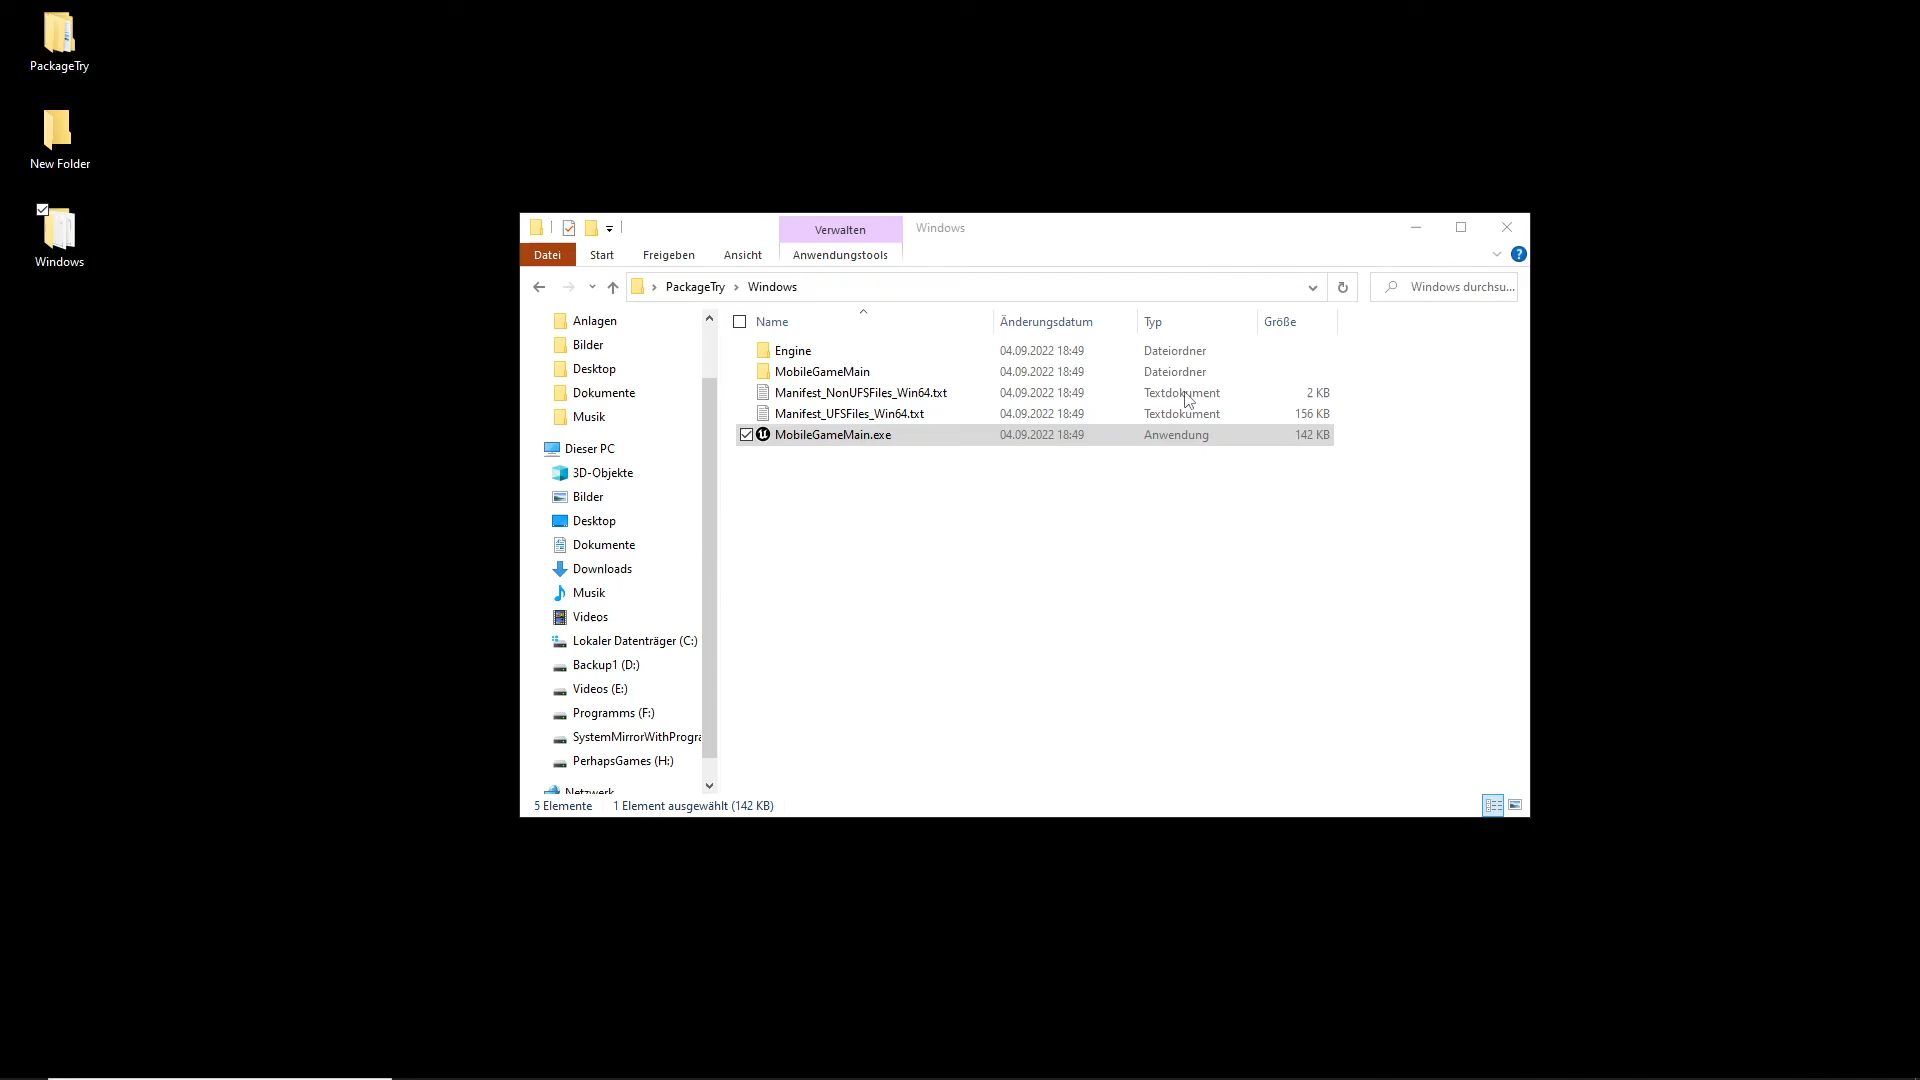 PackageTry
New Folder
Windows
Verwalten
Windows
Datei
Start
Freigeben
Ansicht
Anwendungstools
PackageTry
Windows
Windows durchsu...
Name
Änderungsdatum
Typ
Größe
Engine 04.09.2022 18:49 Dateiordner
MobileGameMain 04.09.2022 18:49 Dateiordner
Manifest_NonUFSFiles_Win64.txt 04.09.2022 18:49 Textdokument 2 KB
Manifest_UFSFiles_Win64.txt 04.09.2022 18:49 Textdokument 156 KB
MobileGameMain.exe 04.09.2022 18:49 Anwendung 142 KB
Anlagen
Bilder
Desktop
Dokumente
Musik
Dieser PC
3D-Objekte
Bilder
Desktop
Dokumente
Downloads
Musik
Videos
Lokaler Datenträger (C:)
Backup1 (D:)
Videos (E:)
Programms (F:)
SystemMirrorWithProgra
PerhapsGames (H:)
Netzwerk
5 Elemente
1 Element ausgewählt (142 KB)